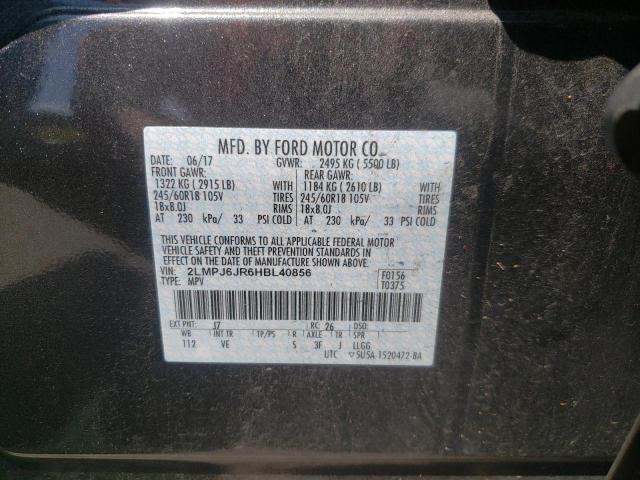 MFD. BY FORD MOTOR CO.
DATE: 06/17 GVWR: 2495 KG ( 5500 LB)
FRONT GAWR: REAR GAWR:
1322 KG ( 2915 LB) WITH 1184 KG ( 2610 LB) WITH
245/60R18 105V TIRES 245/60R18 105V TIRES
18x8.0J RIMS 18x8.0J RIMS
AT 230 kPa/ 33 PSI COLD AT 230 kPa/ 33 PSI COLD
THIS VEHICLE CONFORMS TO ALL APPLICABLE FEDERAL MOTOR
VEHICLE SAFETY AND THEFT PREVENTION STANDARDS IN
EFFECT ON THE DATE OF MANUFACTURE SHOWN ABOVE.
VIN: 2LMPJ6JR6HBL40856 F0156
TYPE: MPV T0375
EXT PNT: J7 RC: 26 DSO:
WB INT TR TP/PS R AXLE TR SPR
112 VE S 3F J LLGG
UTC ▽5U5A-1520472-BA